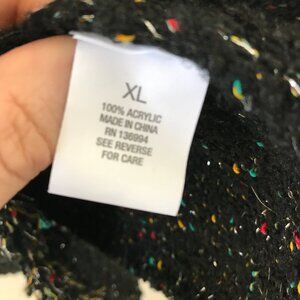 XL
100% ACRYLIC
MADE IN CHINA
RN 136994
SEE REVERSE
FOR CARE